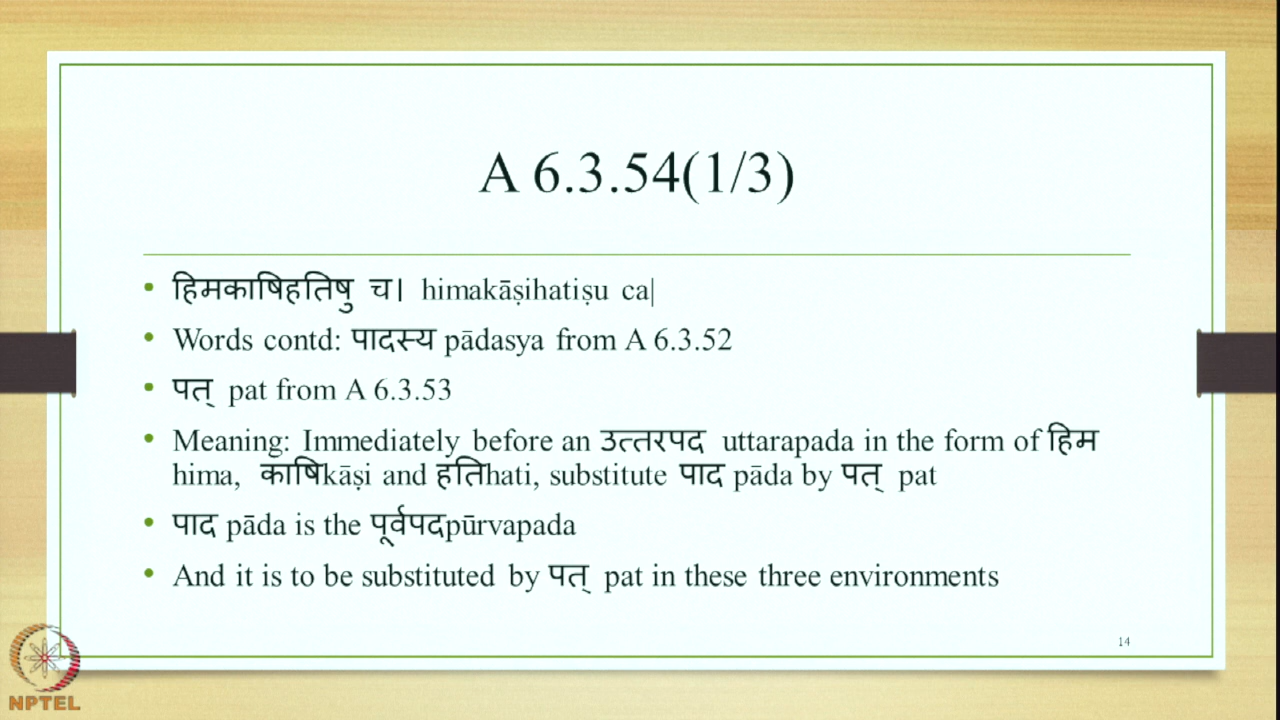 A 6.3.54(1/3)
• हिमकाषिहतिषु च। himakāṣihatiṣu ca|
• Words contd: पादस्य pādasya from A 6.3.52
• पत् pat from A 6.3.53
• Meaning: Immediately before an उत्तरपद uttarapada in the form of हिम
hima, काषिkāṣi and हतिhati, substitute पाद pāda by पत् pat
• पाद pāda is the पूर्वपदpūrvapada
• And it is to be substituted by पत् pat in these three environments
14
NPTEL